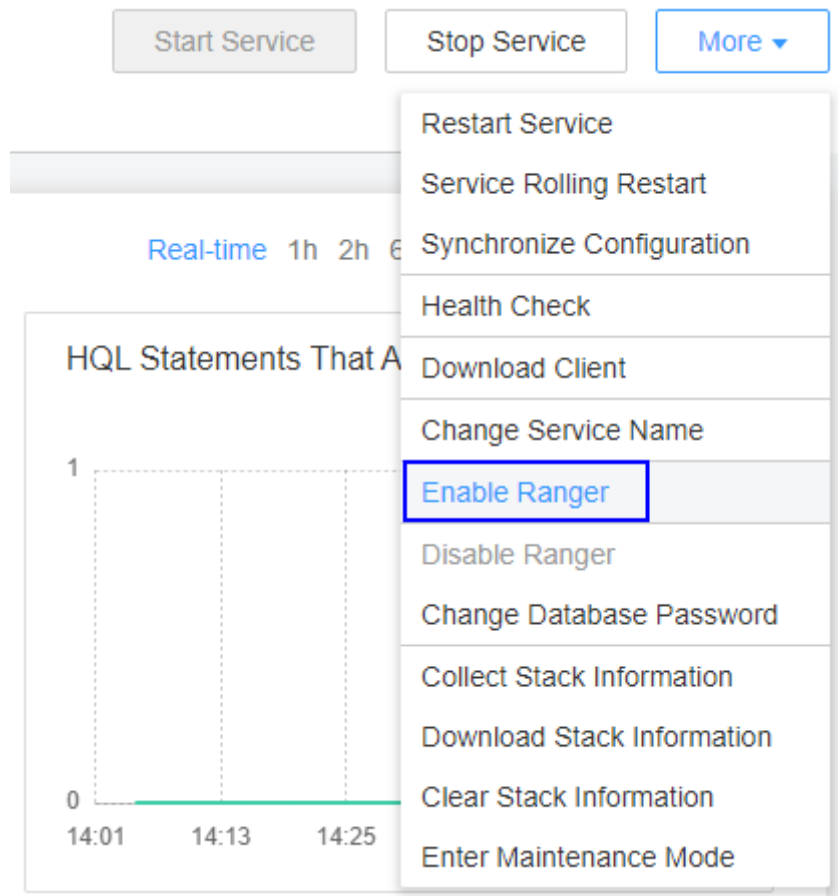 Start Service
Stop Service
More
Restart Service
Service Rolling Restart
Synchronize Configuration
Real-time 1h 2h
Health Check
HQL Statements That A
Download Client
Change Service Name
1
Enable Ranger
Disable Ranger
Change Database Password
Collect Stack Information
Download Stack Information
0
Clear Stack Information
14:01 14:13 14:25
Enter Maintenance Mode